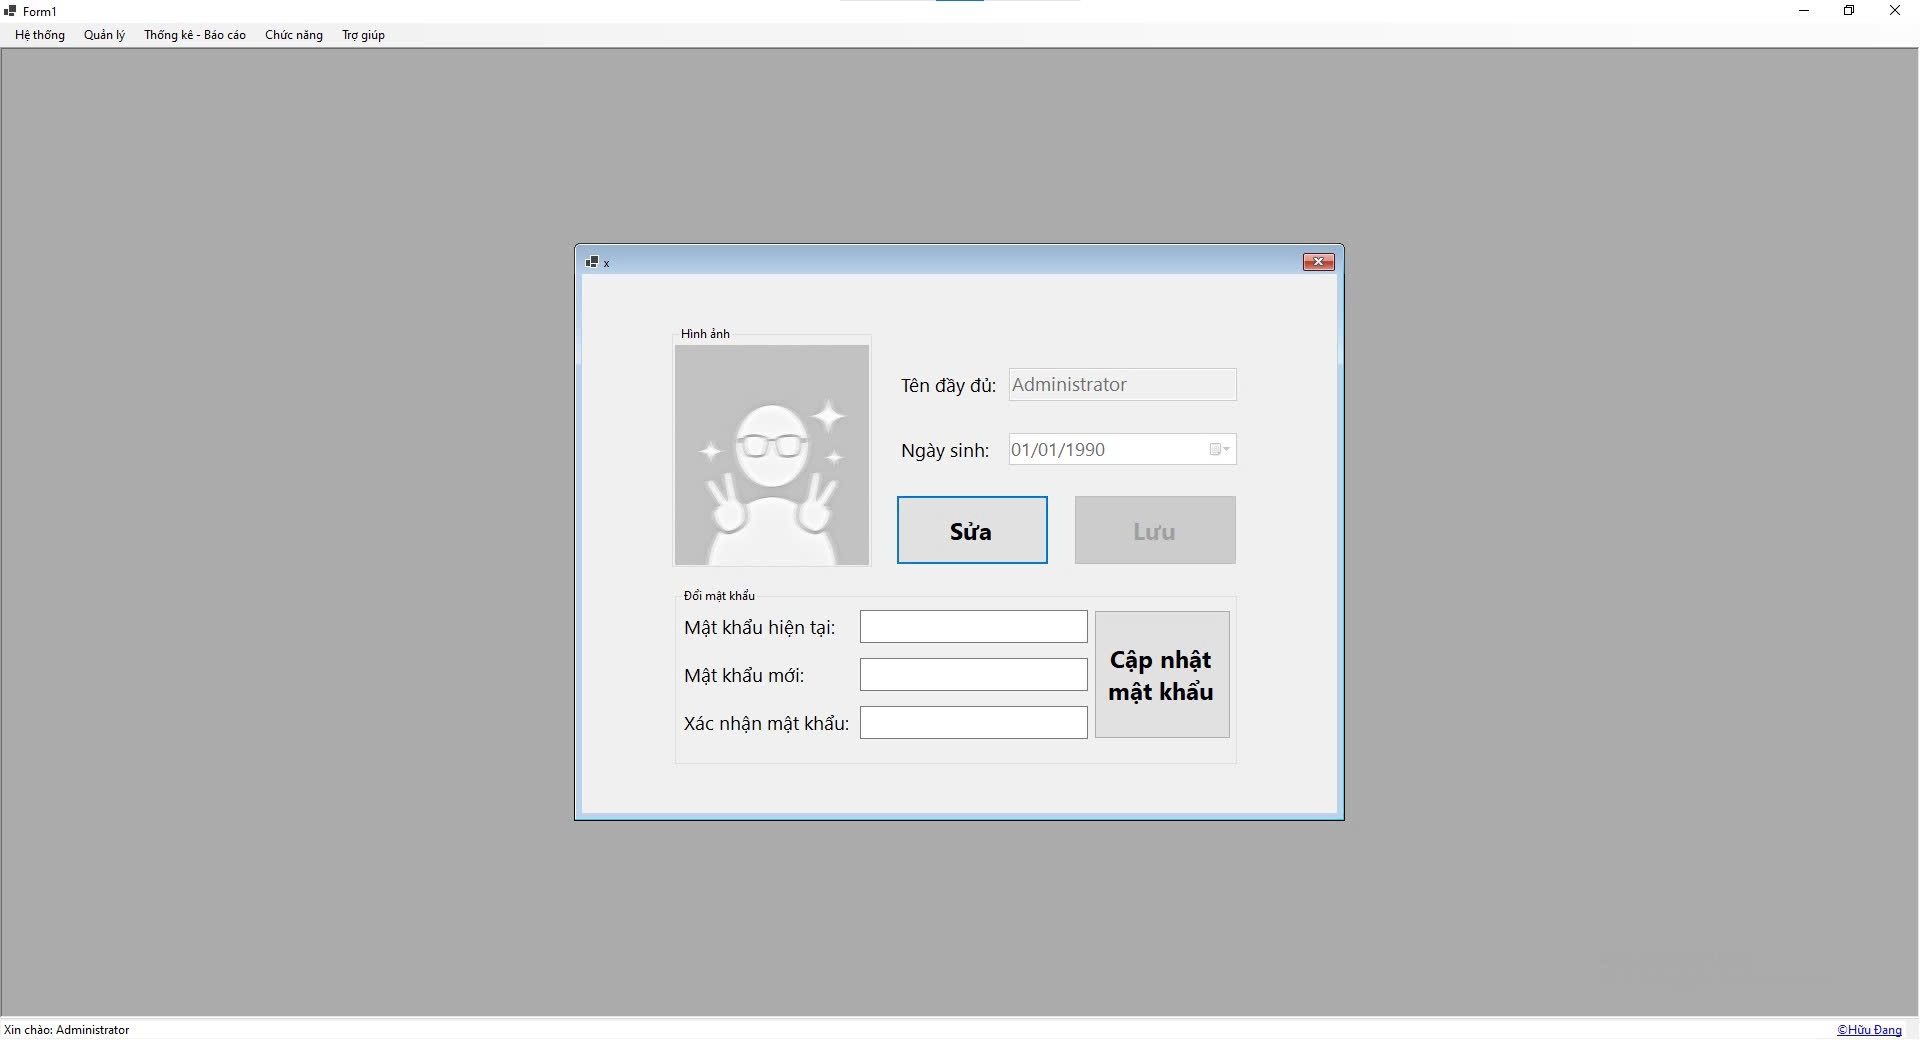 Form1
Hệ thống Quản lý Thống kê - Báo cáo Chức năng Trợ giúp
x
Hình ảnh
Tên đầy đủ: Administrator
Ngày sinh: 01/01/1990
Sửa Lưu
Đổi mật khẩu
Mật khẩu hiện tại:
Mật khẩu mới:
Xác nhận mật khẩu:
Cập nhật
mật khẩu
Xin chào: Administrator
©Hữu Đang